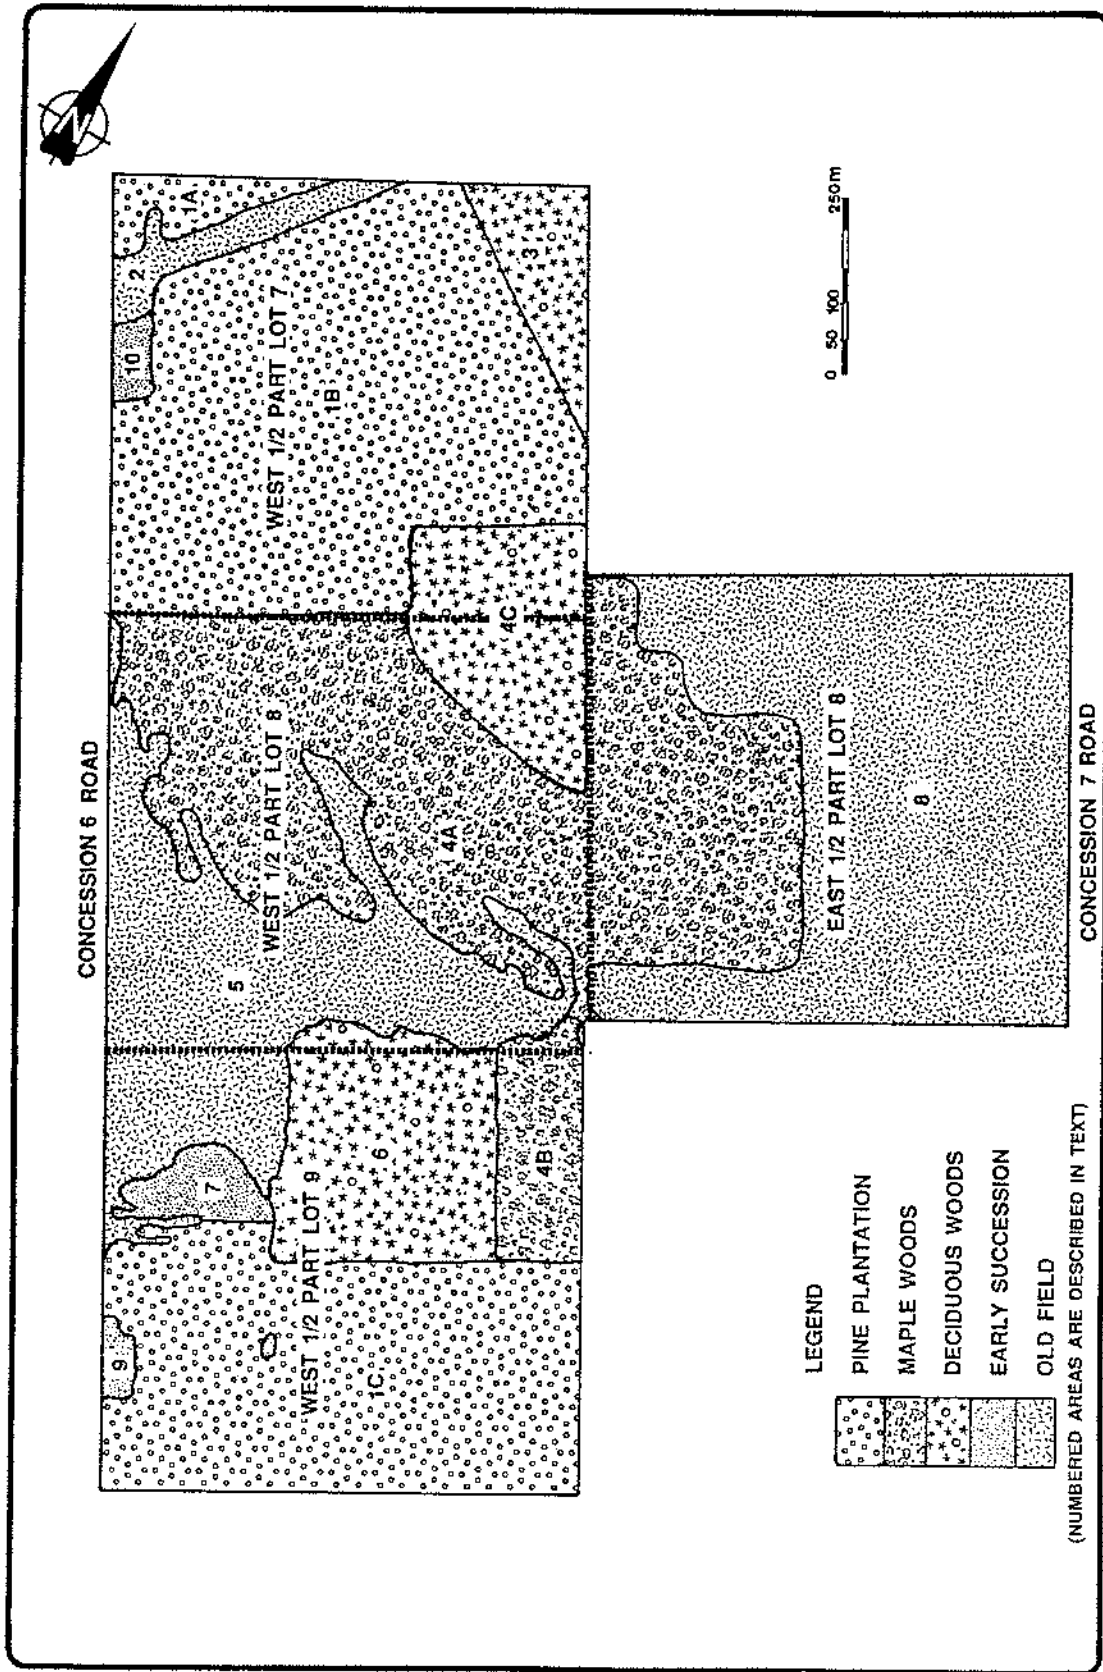 N
CONCESSION 6 ROAD
1A
2
10
WEST 1/2 PART LOT 7
1B
3
WEST 1/2 PART LOT 8
4C
4A
5
WEST 1/2 PART LOT 9
6
4B
7
9
1C
EAST 1/2 PART LOT 8
8
CONCESSION 7 ROAD
0 50 100 250m
LEGEND
PINE PLANTATION
MAPLE WOODS
DECIDUOUS WOODS
EARLY SUCCESSION
OLD FIELD
(NUMBERED AREAS ARE DESCRIBED IN TEXT)